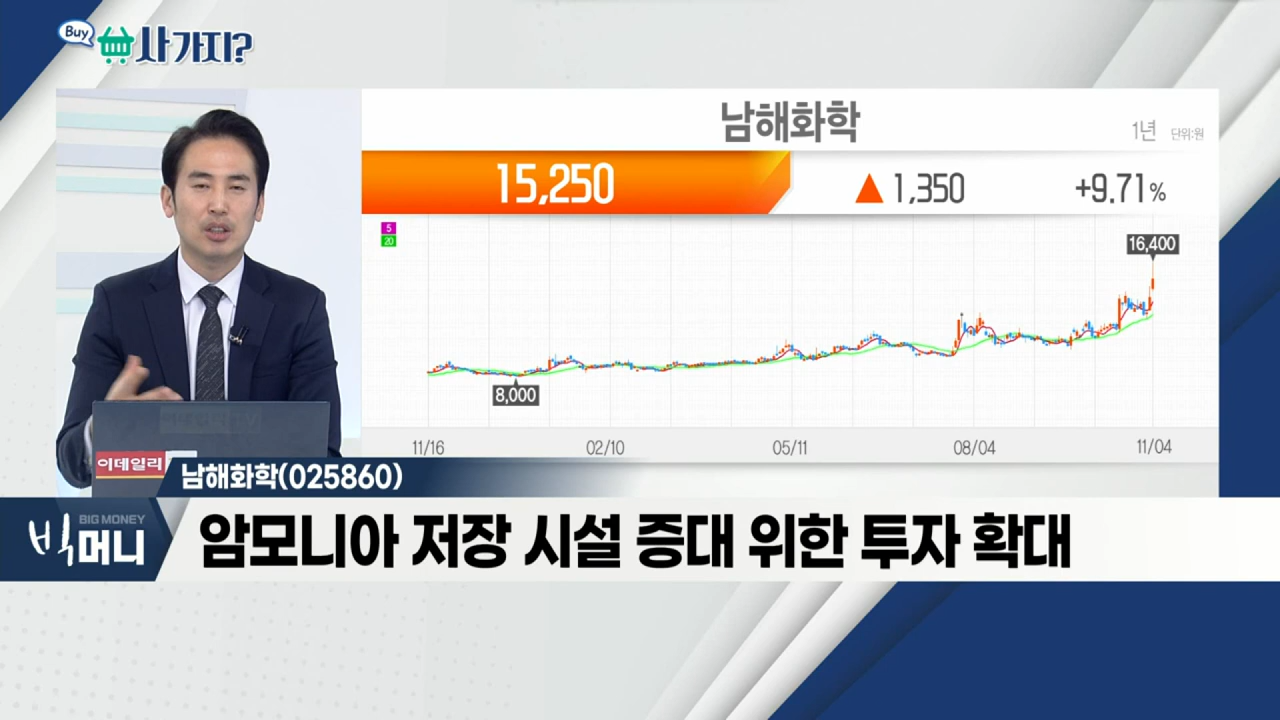 Buy 사가지?
남해화학
1년 단위:원
15,250 ▲ 1,350 +9.71%
5
20
16,400
8,000
11/16 02/10 05/11 08/04 11/04
이데일리
남해화학(025860)
BIG MONEY
빅머니
암모니아 저장 시설 증대 위한 투자 확대